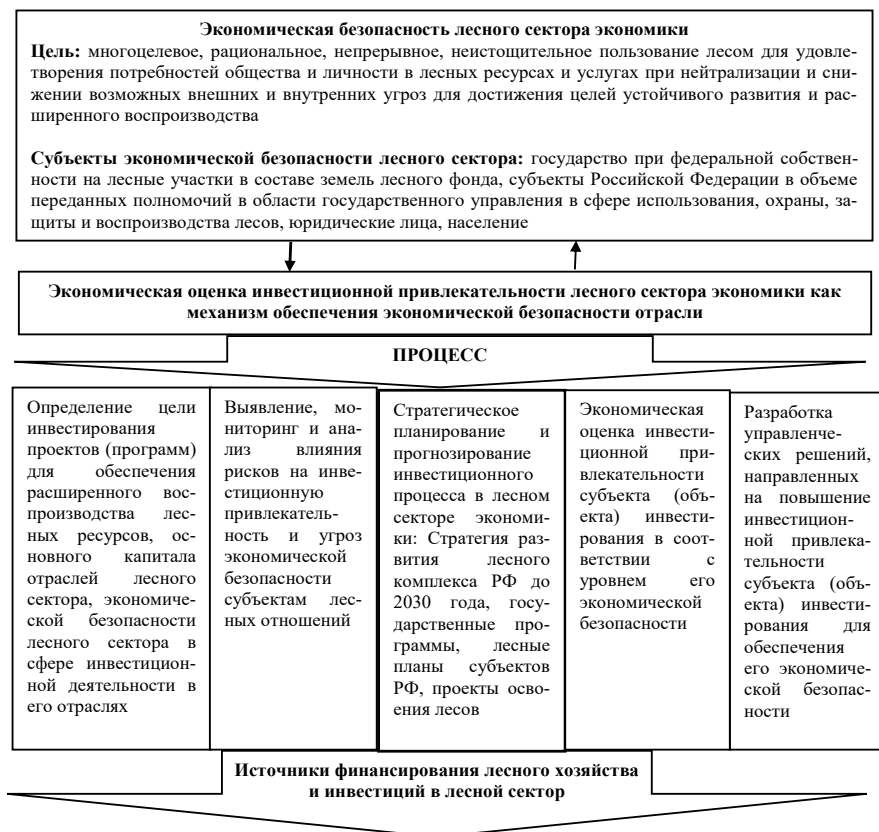 Экономическая безопасность лесного сектора экономики
Цель: многоцелевое, рациональное, непрерывное, неистощительное пользование лесом для удовле-
творения потребностей общества и личности в лесных ресурсах и услугах при нейтрализации и сни-
жении возможных внешних и внутренних угроз для достижения целей устойчивого развития и рас-
ширенного воспроизводства
Субъекты экономической безопасности лесного сектора: государство при федеральной собствен-
ности на лесные участки в составе земель лесного фонда, субъекты Российской Федерации в объеме
переданных полномочий в области государственного управления в сфере использования, охраны, за-
щиты и воспроизводства лесов, юридические лица, население
Экономическая оценка инвестиционной привлекательности лесного сектора экономики как
механизм обеспечения экономической безопасности отрасли
ПРОЦЕСС
Определение цели
инвестирования
проектов (программ)
для обеспечения
расширенного вос-
производства лес-
ных ресурсов, ос-
новного капитала
отраслей лесного
сектора, экономиче-
ской безопасности
лесного сектора в
сфере инвестицион-
ной деятельности в
его отраслях
Выявление, мо-
ниторинг и ана-
лиз влияния
рисков на инве-
стиционную
привлекатель-
ность и угроз
экономической
безопасности
субъектам лес-
ных отношений
Стратегическое
планирование и
прогнозирование
инвестиционного
процесса в лесном
секторе экономи-
ки: Стратегия раз-
вития лесного
комплекса РФ до
2030 года, госу-
дарственные про-
граммы, лесные
планы субъектов
РФ, проекты осво-
ения лесов
Экономическая
оценка инвести-
ционной при-
влекательности
субъекта (объ-
екта) инвести-
рования в соот-
ветствии с
уровнем его
экономической
безопасности
Разработка
управленче-
ских решений,
направленных
на повышение
инвестицион-
ной привлека-
тельности
субъекта (объ-
екта) инвести-
рования для
обеспечения
его экономиче-
ской безопас-
ности
Источники финансирования лесного хозяйства
и инвестиций в лесной сектор